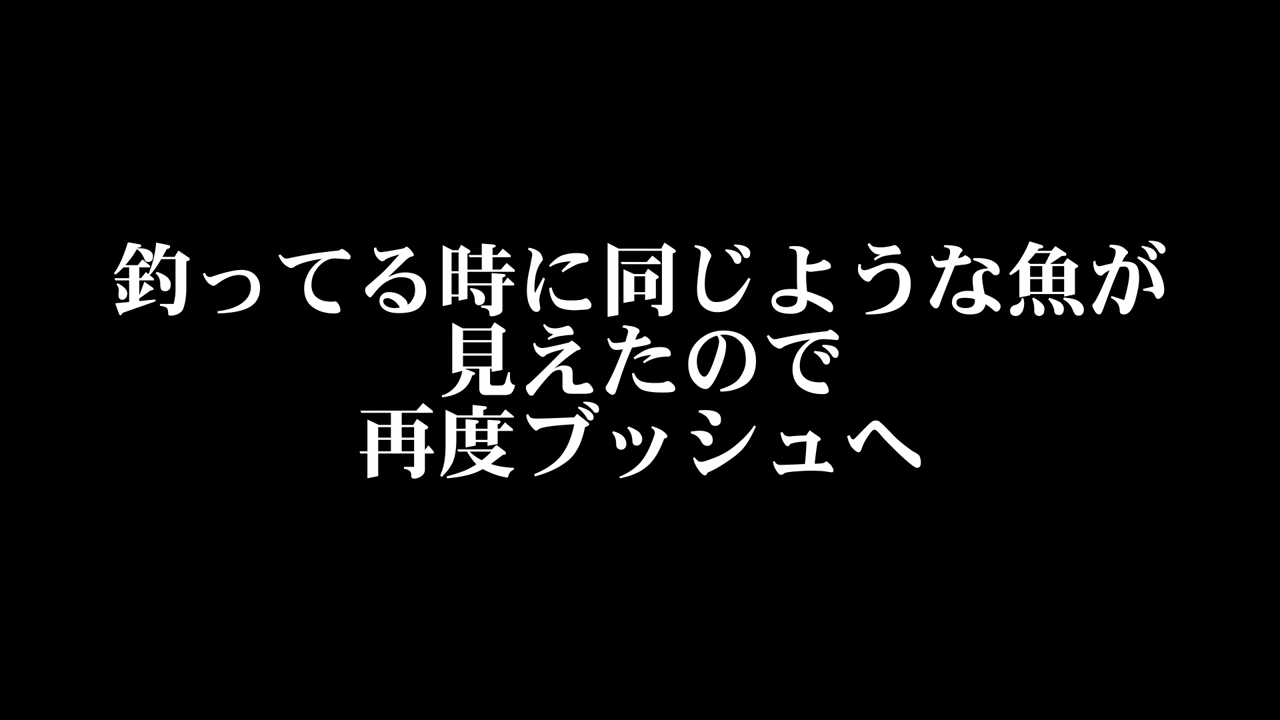 釣ってる時に同じような魚が
見えたので
再度ブッシュへ